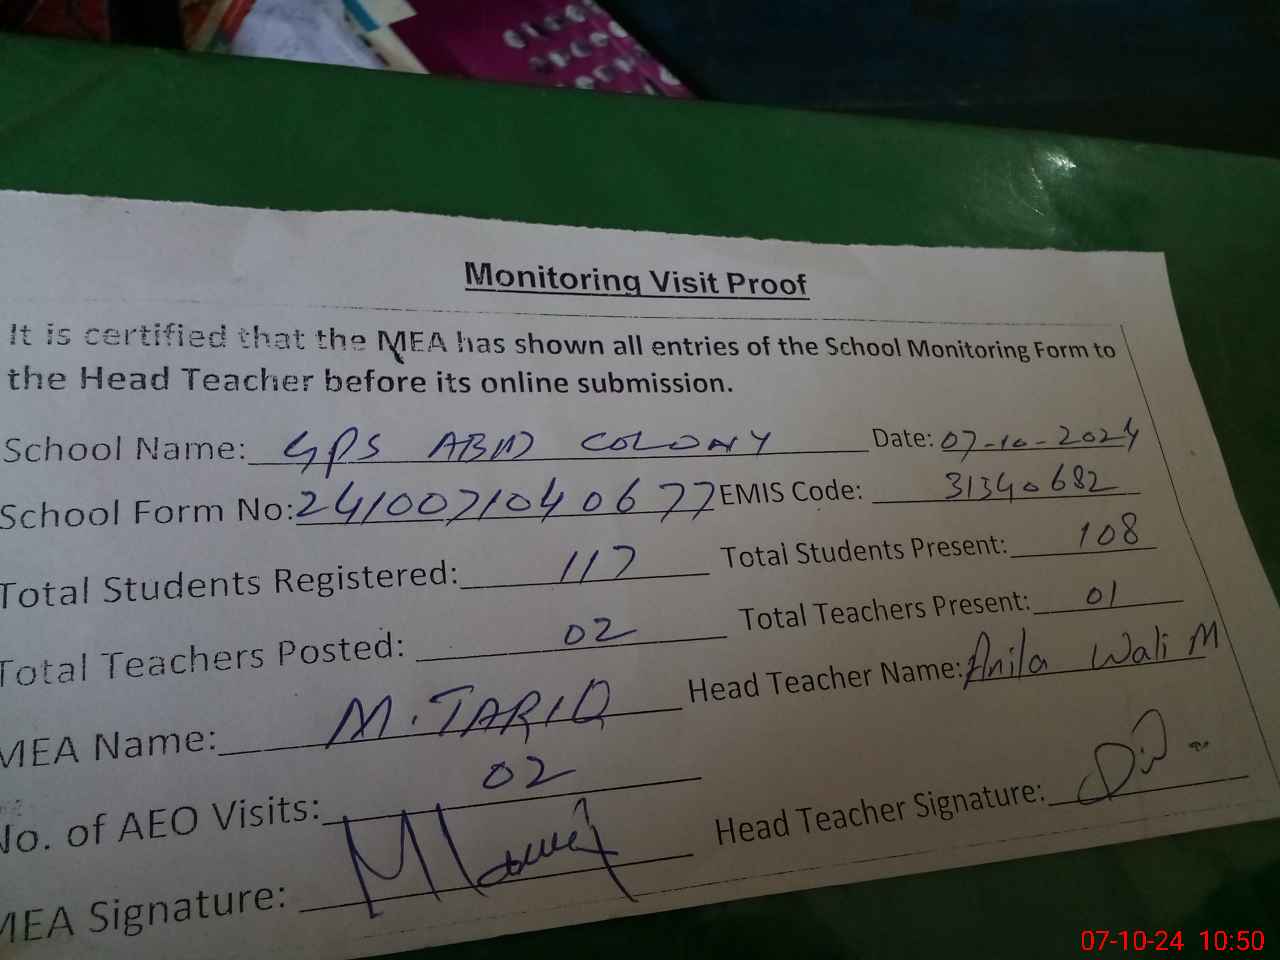 Monitoring Visit Proof
It is certified that the MEA has shown all entries of the School Monitoring Form to
the Head Teacher before its online submission.
School Name: GPS ABAD COLONY Date: 07-10-2024
School Form No: 241007104 0677 EMIS Code: 31340682
Total Students Registered: 117 Total Students Present: 108
Total Teachers Posted: 02 Total Teachers Present: 01
MEA Name: M.TARIQ Head Teacher Name: Anila Wali M
No. of AEO Visits: 02
MEA Signature: Head Teacher Signature:
07-10-24 10:50